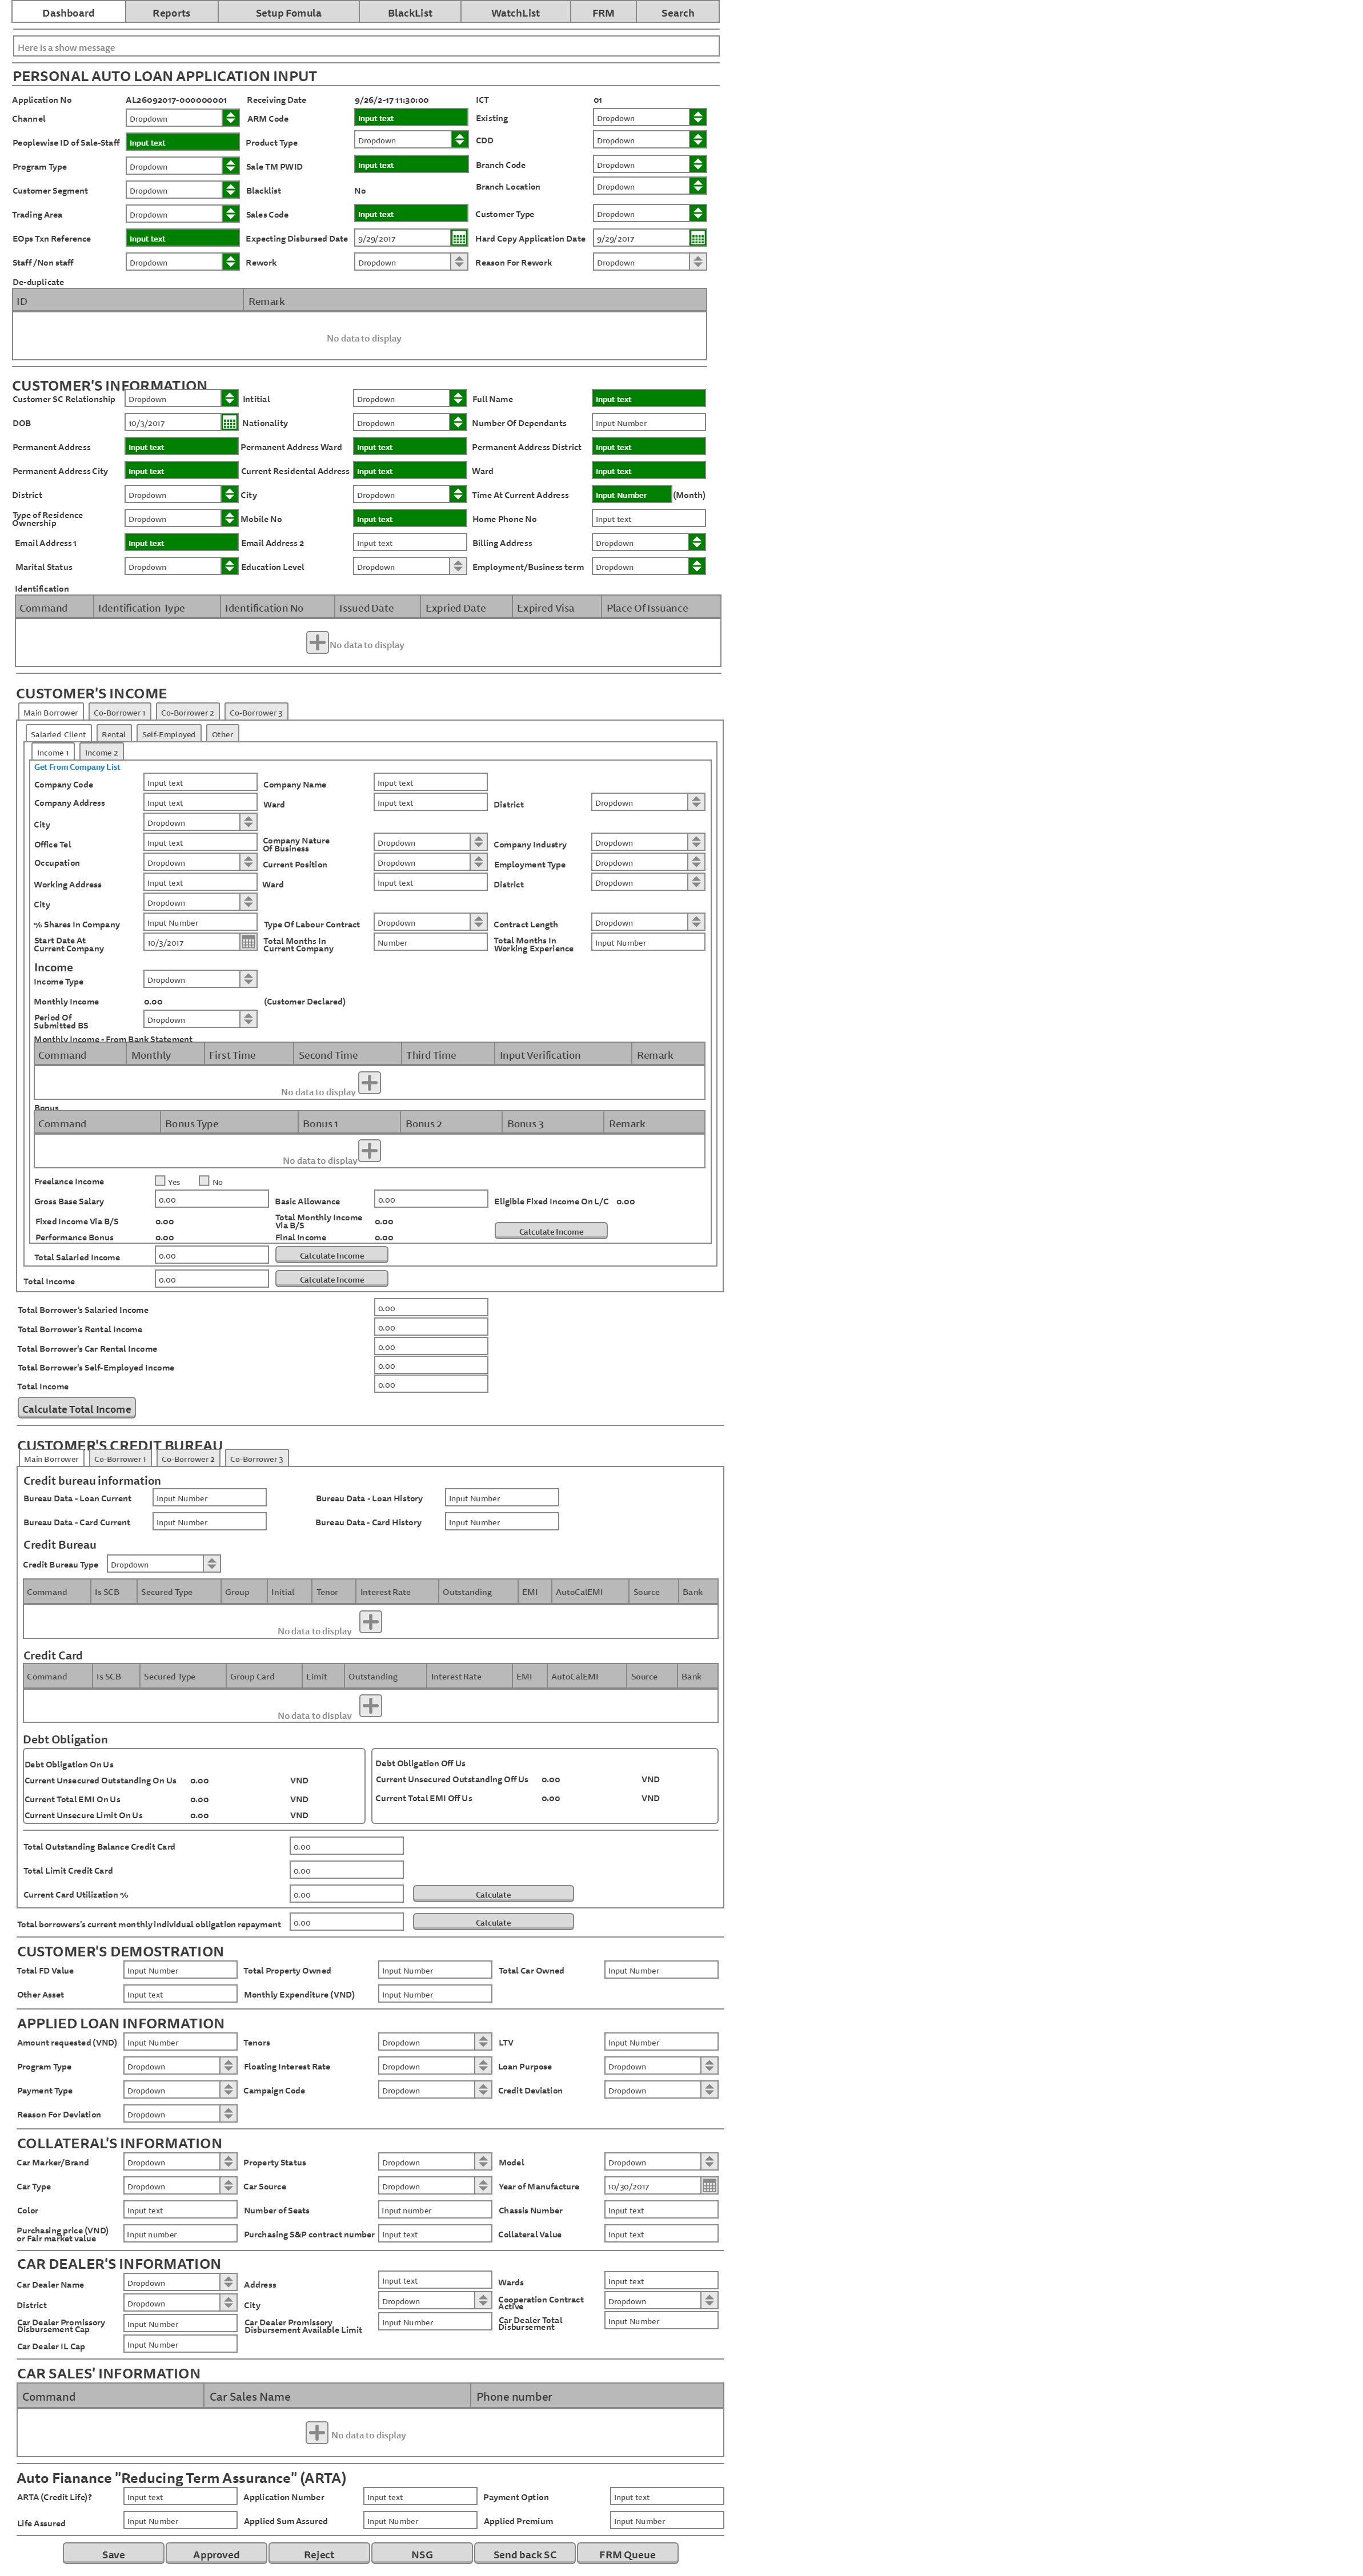 Dashboard Reports Setup Fomula BlackList WatchList FRM Search
Here is a show message
PERSONAL AUTO LOAN APPLICATION INPUT
Application No AL26092017-000000001 Receiving Date 9/26/2-17 11:30:00 ICT 01
Channel Dropdown ARM Code Input text Existing Dropdown
Peoplewise ID of Sale-Staff Input text Product Type Dropdown CDD Dropdown
Program Type Dropdown Sale TM PWID Input text Branch Code Dropdown
Customer Segment Dropdown Blacklist No Branch Location Dropdown
Trading Area Dropdown Sales Code Input text Customer Type Dropdown
EOps Txn Reference Input text Expecting Disbursed Date 9/29/2017 Hard Copy Application Date 9/29/2017
Staff /Non staff Dropdown Rework Dropdown Reason For Rework Dropdown
De-duplicate
ID Remark
No data to display
CUSTOMER'S INFORMATION
Customer SC Relationship Dropdown Intitial Dropdown Full Name Input text
DOB 10/3/2017 Nationality Dropdown Number Of Dependants Input Number
Permanent Address Input text Permanent Address Ward Input text Permanent Address District Input text
Permanent Address City Input text Current Residental Address Input text Ward Input text
District Dropdown City Dropdown Time At Current Address Input Number (Month)
Type of Residence Ownership Dropdown Mobile No Input text Home Phone No Input text
Email Address 1 Input text Email Address 2 Input text Billing Address Dropdown
Marital Status Dropdown Education Level Dropdown Employment/Business term Dropdown
Identification
Command Identification Type Identification No Issued Date Expried Date Expired Visa Place Of Issuance
No data to display
CUSTOMER'S INCOME
Main Borrower Co-Borrower 1 Co-Borrower 2 Co-Borrower 3
Salaried Client Rental Self-Employed Other
Income 1 Income 2
Get From Company List
Company Code Input text Company Name Input text
Company Address Input text Ward Input text District Dropdown
City Dropdown
Office Tel Input text Company Nature Of Business Dropdown Company Industry Dropdown
Occupation Dropdown Current Position Dropdown Employment Type Dropdown
Working Address Input text Ward Input text District Dropdown
City Dropdown
% Shares In Company Input Number Type Of Labour Contract Dropdown Contract Length Dropdown
Start Date At Current Company 10/3/2017 Total Months In Current Company Number Total Months In Working Experience Input Number
Income
Income Type Dropdown
Monthly Income 0.00 (Customer Declared)
Period Of Submitted BS Dropdown
Monthly Income - From Bank Statement
Command Monthly First Time Second Time Third Time Input Verification Remark
No data to display
Bonus
Command Bonus Type Bonus 1 Bonus 2 Bonus 3 Remark
No data to display
Freelance Income Yes No
Gross Base Salary 0.00 Basic Allowance 0.00 Eligible Fixed Income On L/C 0.00
Fixed Income Via B/S 0.00 Total Monthly Income Via B/S 0.00 Calculate Income
Performance Bonus 0.00 Final Income 0.00
Total Salaried Income 0.00 Calculate Income
Total Income 0.00 Calculate Income
Total Borrower's Salaried Income 0.00
Total Borrower's Rental Income 0.00
Total Borrower's Car Rental Income 0.00
Total Borrower's Self-Employed Income 0.00
Total Income 0.00
Calculate Total Income
CUSTOMER'S CREDIT BUREAU
Main Borrower Co-Borrower 1 Co-Borrower 2 Co-Borrower 3
Credit bureau information
Bureau Data - Loan Current Input Number Bureau Data - Loan History Input Number
Bureau Data - Card Current Input Number Bureau Data - Card History Input Number
Credit Bureau
Credit Bureau Type Dropdown
Command Is SCB Secured Type Group Initial Tenor Interest Rate Outstanding EMI AutoCalEMI Source Bank
No data to display
Credit Card
Command Is SCB Secured Type Group Card Limit Outstanding Interest Rate EMI AutoCalEMI Source Bank
No data to display
Debt Obligation
Debt Obligation On Us Debt Obligation Off Us
Current Unsecured Outstanding On Us 0.00 VND Current Unsecured Outstanding Off Us 0.00 VND
Current Total EMI On Us 0.00 VND Current Total EMI Off Us 0.00 VND
Current Unsecure Limit On Us 0.00 VND
Total Outstanding Balance Credit Card 0.00
Total Limit Credit Card 0.00
Current Card Utilization % 0.00 Calculate
Total borrowers's current monthly individual obligation repayment 0.00 Calculate
CUSTOMER'S DEMOSTRATION
Total FD Value Input Number Total Property Owned Input Number Total Car Owned Input Number
Other Asset Input text Monthly Expenditure (VND) Input Number
APPLIED LOAN INFORMATION
Amount requested (VND) Input Number Tenors Dropdown LTV Input Number
Program Type Dropdown Floating Interest Rate Dropdown Loan Purpose Dropdown
Payment Type Dropdown Campaign Code Dropdown Credit Deviation Dropdown
Reason For Deviation Dropdown
COLLATERAL'S INFORMATION
Car Marker/Brand Dropdown Property Status Dropdown Model Dropdown
Car Type Dropdown Car Source Dropdown Year of Manufacture 10/30/2017
Color Input text Number of Seats Input number Chassis Number Input text
Purchasing price (VND) or Fair market value Input number Purchasing S&P contract number Input text Collateral Value Input text
CAR DEALER'S INFORMATION
Car Dealer Name Dropdown Address Input text Wards Input text
District Dropdown City Dropdown Cooperation Contract Active Dropdown
Car Dealer Promissory Disbursement Cap Input Number Car Dealer Promissory Disbursement Available Limit Input Number Car Dealer Total Disbursement Input Number
Car Dealer IL Cap Input Number
CAR SALES' INFORMATION
Command Car Sales Name Phone number
No data to display
Auto Fianance "Reducing Term Assurance" (ARTA)
ARTA (Credit Life)? Input text Application Number Input text Payment Option Input text
Life Assured Input Number Applied Sum Assured Input Number Applied Premium Input Number
Save Approved Reject NSG Send back SC FRM Queue